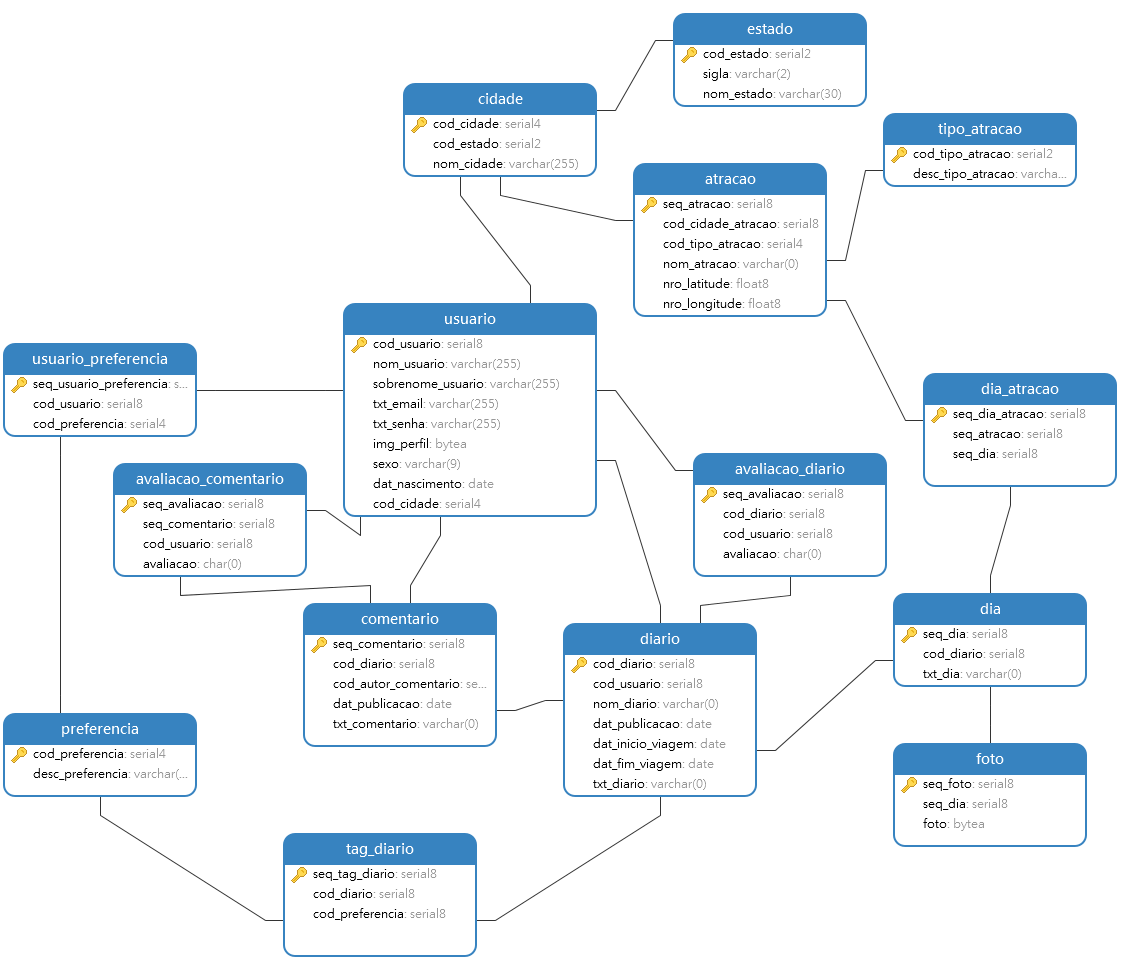 estado
cod_estado: serial2
sigla: varchar(2)
nom_estado: varchar(30)
cidade
cod_cidade: serial4
cod_estado: serial2
nom_cidade: varchar(255)
tipo_atracao
cod_tipo_atracao: serial2
desc_tipo_atracao: varcha...
atracao
seq_atracao: serial8
cod_cidade_atracao: serial8
cod_tipo_atracao: serial4
nom_atracao: varchar(0)
nro_latitude: float8
nro_longitude: float8
usuario
cod_usuario: serial8
nom_usuario: varchar(255)
sobrenome_usuario: varchar(255)
txt_email: varchar(255)
txt_senha: varchar(255)
img_perfil: bytea
sexo: varchar(9)
dat_nascimento: date
cod_cidade: serial4
usuario_preferencia
seq_usuario_preferencia: s...
cod_usuario: serial8
cod_preferencia: serial4
dia_atracao
seq_dia_atracao: serial8
seq_atracao: serial8
seq_dia: serial8
avaliacao_comentario
seq_avaliacao: serial8
seq_comentario: serial8
cod_usuario: serial8
avaliacao: char(0)
avaliacao_diario
seq_avaliacao: serial8
cod_diario: serial8
cod_usuario: serial8
avaliacao: char(0)
comentario
seq_comentario: serial8
cod_diario: serial8
cod_autor_comentario: se...
dat_publicacao: date
txt_comentario: varchar(0)
diario
cod_diario: serial8
cod_usuario: serial8
nom_diario: varchar(0)
dat_publicacao: date
dat_inicio_viagem: date
dat_fim_viagem: date
txt_diario: varchar(0)
dia
seq_dia: serial8
cod_diario: serial8
txt_dia: varchar(0)
preferencia
cod_preferencia: serial4
desc_preferencia: varchar(...
foto
seq_foto: serial8
seq_dia: serial8
foto: bytea
tag_diario
seq_tag_diario: serial8
cod_diario: serial8
cod_preferencia: serial8